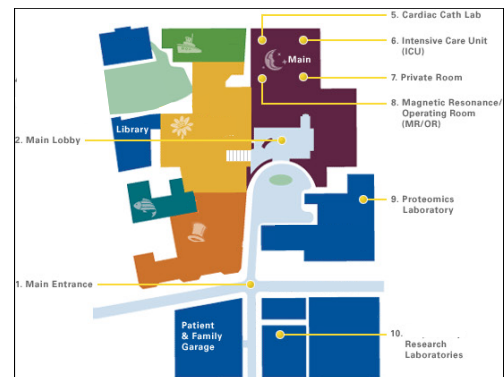 5. Cardiac Cath Lab
6. Intensive Care Unit
(ICU)
Main
7. Private Room
8. Magnetic Resonance/
Operating Room
(MR/OR)
Library
2. Main Lobby
9. Proteomics
Laboratory
1. Main Entrance
Patient
& Family
Garage
10.
Research
Laboratories